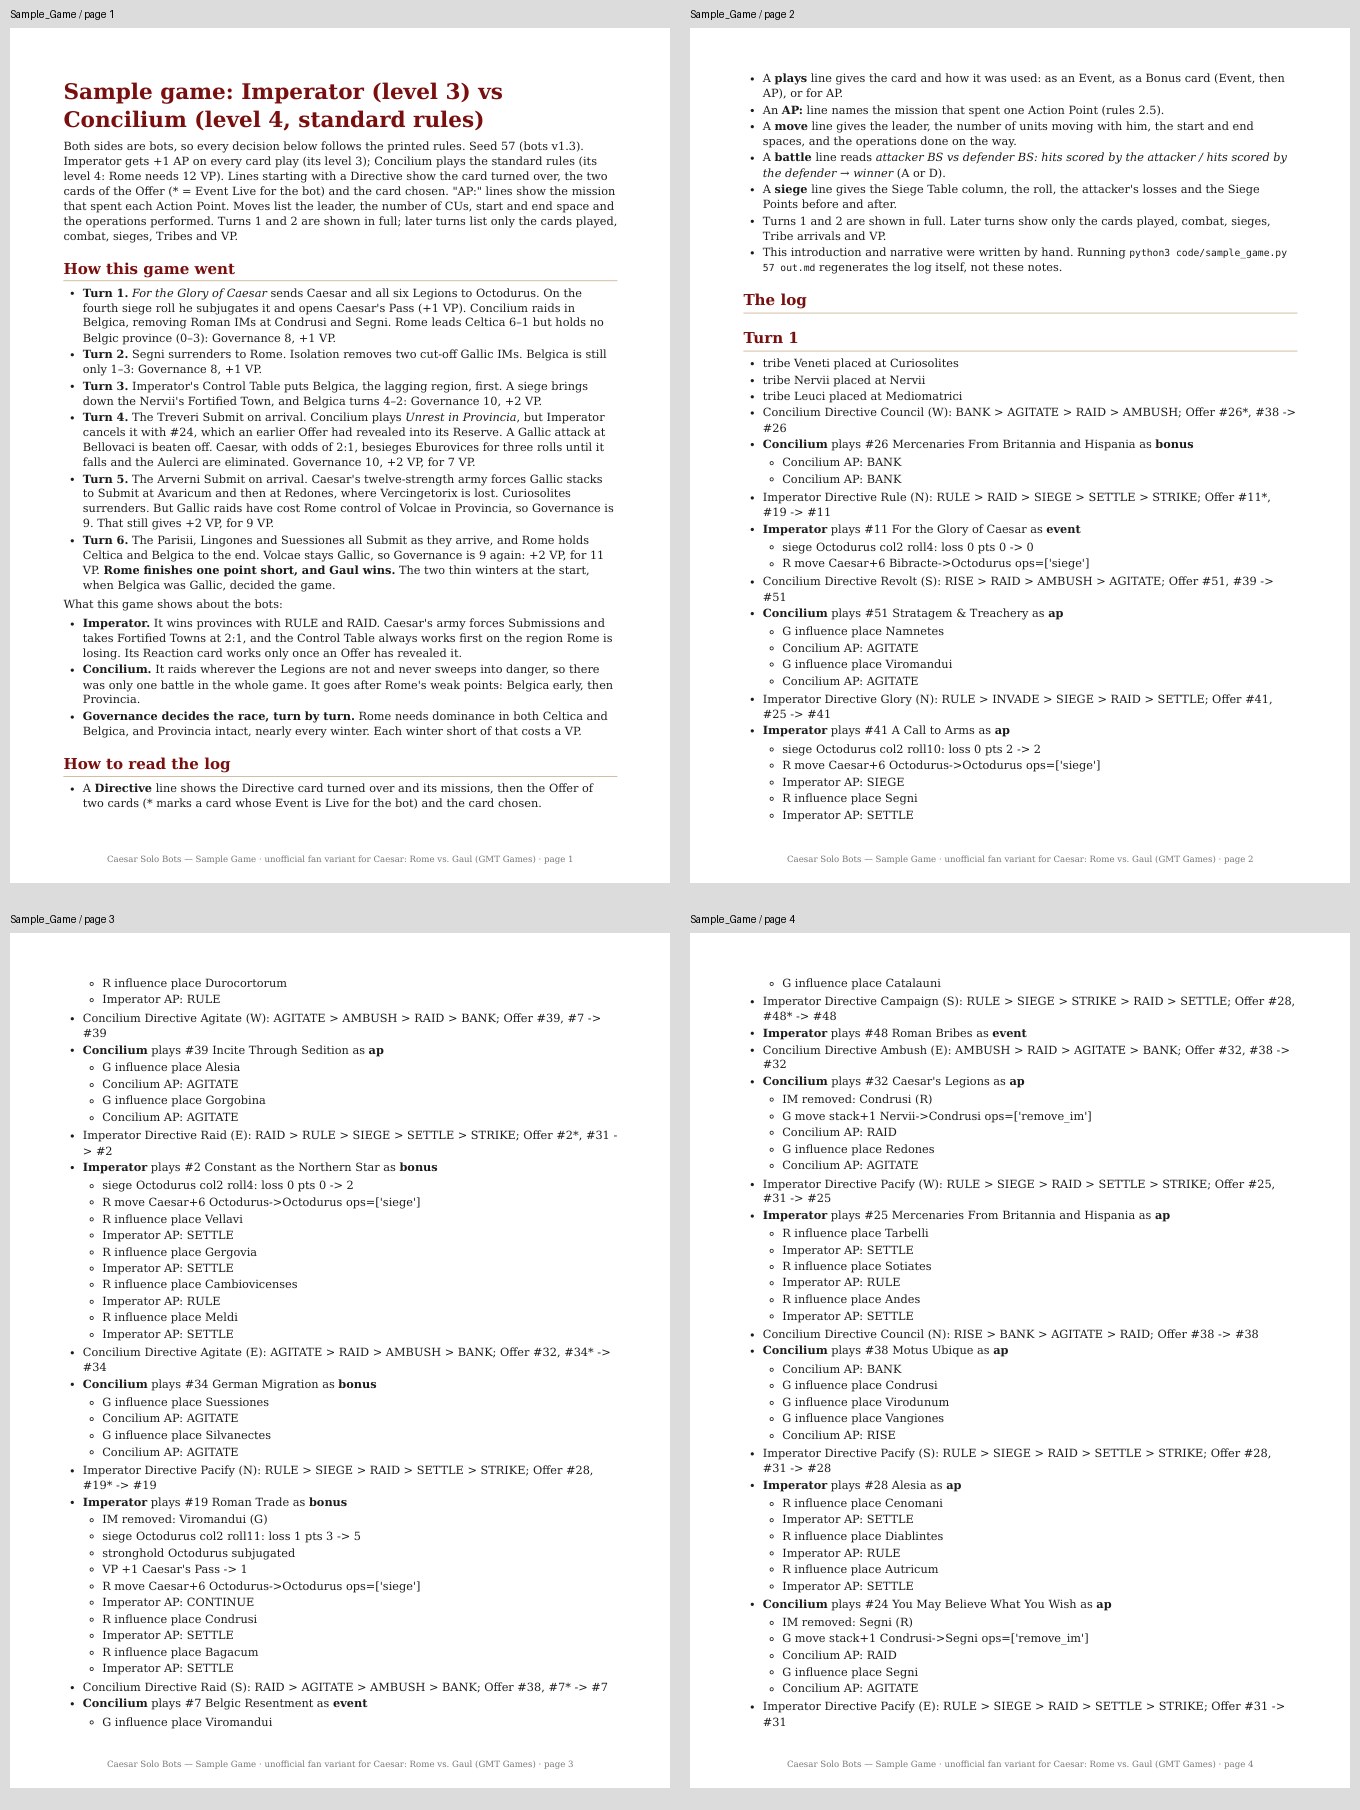 Sample_Game / page 1
Sample game: Imperator (level 3) vs
Concilium (level 4, standard rules)
Both sides are bots, so every decision below follows the printed rules. Seed 57 (bots v1.3).
Imperator gets +1 AP on every card play (its level 3); Concilium plays the standard rules (its
level 4: Rome needs 12 VP). Lines starting with a Directive show the card turned over, the two
cards of the Offer (* = Event Live for the bot) and the card chosen. "AP:" lines show the mission
that spent each Action Point. Moves list the leader, the number of CUs, start and end space and
the operations performed. Turns 1 and 2 are shown in full; later turns list only the cards played,
combat, sieges, Tribes and VP.
How this game went
• Turn 1. For the Glory of Caesar sends Caesar and all six Legions to Octodurus. On the
fourth siege roll he subjugates it and opens Caesar's Pass (+1 VP). Concilium raids in
Belgica, removing Roman IMs at Condrusi and Segni. Rome leads Celtica 6–1 but holds no
Belgic province (0–3): Governance 8, +1 VP.
• Turn 2. Segni surrenders to Rome. Isolation removes two cut-off Gallic IMs. Belgica is still
only 1–3: Governance 8, +1 VP.
• Turn 3. Imperator's Control Table puts Belgica, the lagging region, first. A siege brings
down the Nervii's Fortified Town, and Belgica turns 4–2: Governance 10, +2 VP.
• Turn 4. The Treveri Submit on arrival. Concilium plays Unrest in Provincia, but Imperator
cancels it with #24, which an earlier Offer had revealed into its Reserve. A Gallic attack at
Bellovaci is beaten off. Caesar, with odds of 2:1, besieges Eburovices for three rolls until it
falls and the Aulerci are eliminated. Governance 10, +2 VP, for 7 VP.
• Turn 5. The Arverni Submit on arrival. Caesar's twelve-strength army forces Gallic stacks
to Submit at Avaricum and then at Redones, where Vercingetorix is lost. Curiosolites
surrenders. But Gallic raids have cost Rome control of Volcae in Provincia, so Governance is
9. That still gives +2 VP, for 9 VP.
• Turn 6. The Parisii, Lingones and Suessiones all Submit as they arrive, and Rome holds
Celtica and Belgica to the end. Volcae stays Gallic, so Governance is 9 again: +2 VP, for 11
VP. Rome finishes one point short, and Gaul wins. The two thin winters at the start,
when Belgica was Gallic, decided the game.
What this game shows about the bots:
• Imperator. It wins provinces with RULE and RAID. Caesar's army forces Submissions and
takes Fortified Towns at 2:1, and the Control Table always works first on the region Rome is
losing. Its Reaction card works only once an Offer has revealed it.
• Concilium. It raids wherever the Legions are not and never sweeps into danger, so there
was only one battle in the whole game. It goes after Rome's weak points: Belgica early, then
Provincia.
• Governance decides the race, turn by turn. Rome needs dominance in both Celtica and
Belgica, and Provincia intact, nearly every winter. Each winter short of that costs a VP.
How to read the log
• A Directive line shows the Directive card turned over and its missions, then the Offer of
two cards (* marks a card whose Event is Live for the bot) and the card chosen.
Caesar Solo Bots — Sample Game · unofficial fan variant for Caesar: Rome vs. Gaul (GMT Games) · page 1
Sample_Game / page 2
• A plays line gives the card and how it was used: as an Event, as a Bonus card (Event, then
AP), or for AP.
• An AP: line names the mission that spent one Action Point (rules 2.5).
• A move line gives the leader, the number of units moving with him, the start and end
spaces, and the operations done on the way.
• A battle line reads attacker BS vs defender BS: hits scored by the attacker / hits scored by
the defender → winner (A or D).
• A siege line gives the Siege Table column, the roll, the attacker's losses and the Siege
Points before and after.
• Turns 1 and 2 are shown in full. Later turns show only the cards played, combat, sieges,
Tribe arrivals and VP.
• This introduction and narrative were written by hand. Running python3 code/sample_game.py
57 out.md regenerates the log itself, not these notes.
The log
Turn 1
• tribe Veneti placed at Curiosolites
• tribe Nervii placed at Nervii
• tribe Leuci placed at Mediomatrici
• Concilium Directive Council (W): BANK > AGITATE > RAID > AMBUSH; Offer #26*, #38 ->
#26
• Concilium plays #26 Mercenaries From Britannia and Hispania as bonus
◦ Concilium AP: BANK
◦ Concilium AP: BANK
• Imperator Directive Rule (N): RULE > RAID > SIEGE > SETTLE > STRIKE; Offer #11*,
#19 -> #11
• Imperator plays #11 For the Glory of Caesar as event
◦ siege Octodurus col2 roll4: loss 0 pts 0 -> 0
◦ R move Caesar+6 Bibracte->Octodurus ops=['siege']
• Concilium Directive Revolt (S): RISE > RAID > AMBUSH > AGITATE; Offer #51, #39 ->
#51
• Concilium plays #51 Stratagem & Treachery as ap
◦ G influence place Namnetes
◦ Concilium AP: AGITATE
◦ G influence place Viromandui
◦ Concilium AP: AGITATE
• Imperator Directive Glory (N): RULE > INVADE > SIEGE > RAID > SETTLE; Offer #41,
#25 -> #41
• Imperator plays #41 A Call to Arms as ap
◦ siege Octodurus col2 roll10: loss 0 pts 2 -> 2
◦ R move Caesar+6 Octodurus->Octodurus ops=['siege']
◦ Imperator AP: SIEGE
◦ R influence place Segni
◦ Imperator AP: SETTLE
Caesar Solo Bots — Sample Game · unofficial fan variant for Caesar: Rome vs. Gaul (GMT Games) · page 2
Sample_Game / page 3
◦ R influence place Durocortorum
◦ Imperator AP: RULE
• Concilium Directive Agitate (W): AGITATE > AMBUSH > RAID > BANK; Offer #39, #7 ->
#39
• Concilium plays #39 Incite Through Sedition as ap
◦ G influence place Alesia
◦ Concilium AP: AGITATE
◦ G influence place Gorgobina
◦ Concilium AP: AGITATE
• Imperator Directive Raid (E): RAID > RULE > SIEGE > SETTLE > STRIKE; Offer #2*, #31 -
> #2
• Imperator plays #2 Constant as the Northern Star as bonus
◦ siege Octodurus col2 roll4: loss 0 pts 0 -> 2
◦ R move Caesar+6 Octodurus->Octodurus ops=['siege']
◦ R influence place Vellavi
◦ Imperator AP: SETTLE
◦ R influence place Gergovia
◦ Imperator AP: SETTLE
◦ R influence place Cambiovicenses
◦ Imperator AP: RULE
◦ R influence place Meldi
◦ Imperator AP: SETTLE
• Concilium Directive Agitate (E): AGITATE > RAID > AMBUSH > BANK; Offer #32, #34* ->
#34
• Concilium plays #34 German Migration as bonus
◦ G influence place Suessiones
◦ Concilium AP: AGITATE
◦ G influence place Silvanectes
◦ Concilium AP: AGITATE
• Imperator Directive Pacify (N): RULE > SIEGE > RAID > SETTLE > STRIKE; Offer #28,
#19* -> #19
• Imperator plays #19 Roman Trade as bonus
◦ IM removed: Viromandui (G)
◦ siege Octodurus col2 roll11: loss 1 pts 3 -> 5
◦ stronghold Octodurus subjugated
◦ VP +1 Caesar's Pass -> 1
◦ R move Caesar+6 Octodurus->Octodurus ops=['siege']
◦ Imperator AP: CONTINUE
◦ R influence place Condrusi
◦ Imperator AP: SETTLE
◦ R influence place Bagacum
◦ Imperator AP: SETTLE
• Concilium Directive Raid (S): RAID > AGITATE > AMBUSH > BANK; Offer #38, #7* -> #7
• Concilium plays #7 Belgic Resentment as event
◦ G influence place Viromandui
Caesar Solo Bots — Sample Game · unofficial fan variant for Caesar: Rome vs. Gaul (GMT Games) · page 3
Sample_Game / page 4
◦ G influence place Catalauni
• Imperator Directive Campaign (S): RULE > SIEGE > STRIKE > RAID > SETTLE; Offer #28,
#48* -> #48
• Imperator plays #48 Roman Bribes as event
• Concilium Directive Ambush (E): AMBUSH > RAID > AGITATE > BANK; Offer #32, #38 ->
#32
• Concilium plays #32 Caesar's Legions as ap
◦ IM removed: Condrusi (R)
◦ G move stack+1 Nervii->Condrusi ops=['remove_im']
◦ Concilium AP: RAID
◦ G influence place Redones
◦ Concilium AP: AGITATE
• Imperator Directive Pacify (W): RULE > SIEGE > RAID > SETTLE > STRIKE; Offer #25,
#31 -> #25
• Imperator plays #25 Mercenaries From Britannia and Hispania as ap
◦ R influence place Tarbelli
◦ Imperator AP: SETTLE
◦ R influence place Sotiates
◦ Imperator AP: RULE
◦ R influence place Andes
◦ Imperator AP: SETTLE
• Concilium Directive Council (N): RISE > BANK > AGITATE > RAID; Offer #38 -> #38
• Concilium plays #38 Motus Ubique as ap
◦ Concilium AP: BANK
◦ G influence place Condrusi
◦ G influence place Virodunum
◦ G influence place Vangiones
◦ Concilium AP: RISE
• Imperator Directive Pacify (S): RULE > SIEGE > RAID > SETTLE > STRIKE; Offer #28,
#31 -> #28
• Imperator plays #28 Alesia as ap
◦ R influence place Cenomani
◦ Imperator AP: SETTLE
◦ R influence place Diablintes
◦ Imperator AP: RULE
◦ R influence place Autricum
◦ Imperator AP: SETTLE
• Concilium plays #24 You May Believe What You Wish as ap
◦ IM removed: Segni (R)
◦ G move stack+1 Condrusi->Segni ops=['remove_im']
◦ Concilium AP: RAID
◦ G influence place Segni
◦ Concilium AP: AGITATE
• Imperator Directive Pacify (E): RULE > SIEGE > RAID > SETTLE > STRIKE; Offer #31 ->
#31
Caesar Solo Bots — Sample Game · unofficial fan variant for Caesar: Rome vs. Gaul (GMT Games) · page 4